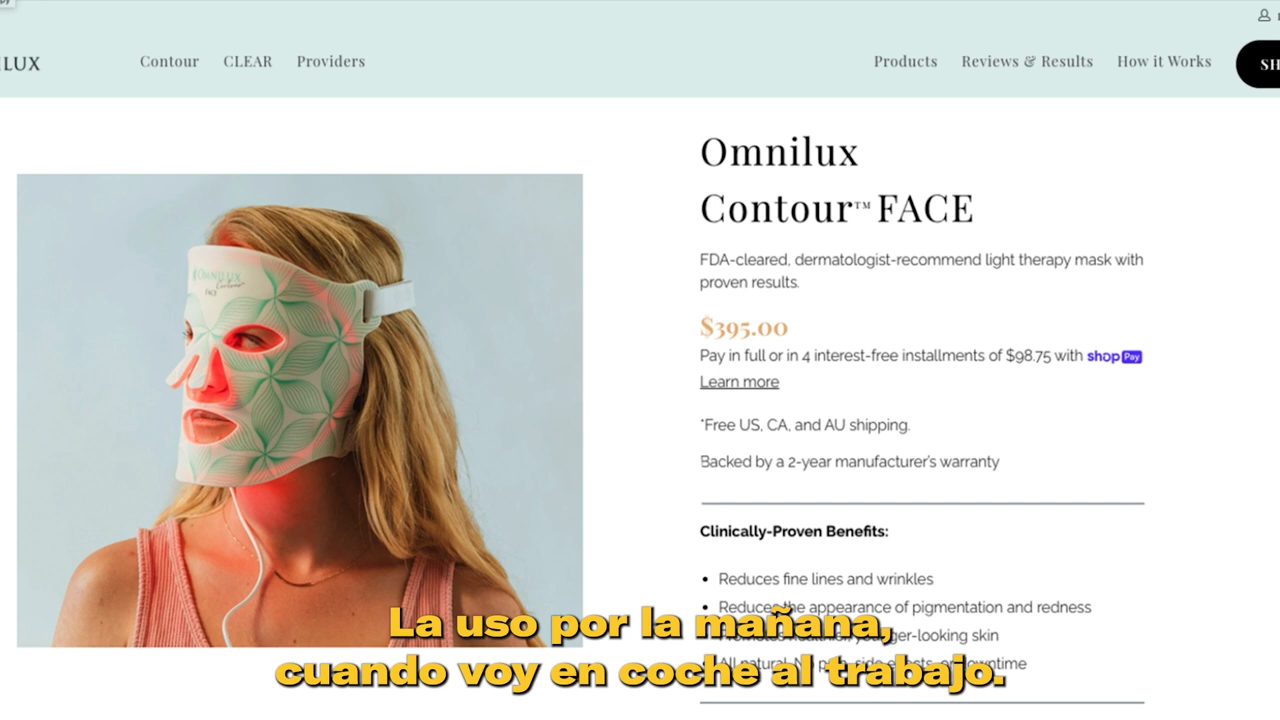 Contour CLEAR Providers
Products Reviews & Results How it Works
Omnilux
Contour™ FACE
FDA-cleared, dermatologist-recommend light therapy mask with
proven results.
$395.00
Pay in full or in 4 interest-free installments of $98.75 with shop Pay
Learn more
*Free US, CA, and AU shipping.
Backed by a 2-year manufacturer's warranty
Clinically-Proven Benefits:
• Reduces fine lines and wrinkles
• Reduces the appearance of pigmentation and redness
OMNILUX
Contour
FACE
La uso por la mañana,
cuando voy en coche al trabajo.